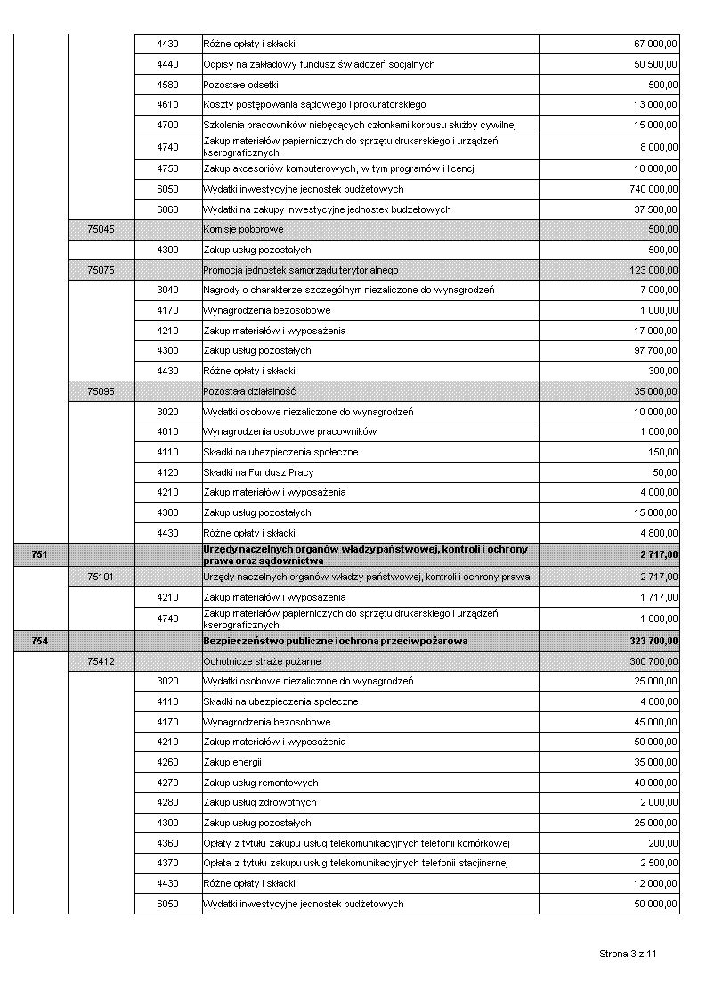 4430 Różne opłaty i składki 67 000,00
4440 Odpisy na zakładowy fundusz świadczeń socjalnych 50 500,00
4580 Pozostałe odsetki 500,00
4610 Koszty postępowania sądowego i prokuratorskiego 13 000,00
4700 Szkolenia pracowników niebędących członkami korpusu służby cywilnej 15 000,00
4740 Zakup materiałów papierniczych do sprzętu drukarskiego i urządzeń
kserograficznych 8 000,00
4750 Zakup akcesoriów komputerowych, w tym programów i licencji 10 000,00
6050 Wydatki inwestycyjne jednostek budżetowych 740 000,00
6060 Wydatki na zakupy inwestycyjne jednostek budżetowych 37 500,00
75045 Komisje poborowe 500,00
4300 Zakup usług pozostałych 500,00
75075 Promocja jednostek samorządu terytorialnego 123 000,00
3040 Nagrody o charakterze szczególnym niezaliczone do wynagrodzeń 7 000,00
4170 Wynagrodzenia bezosobowe 1 000,00
4210 Zakup materiałów i wyposażenia 17 000,00
4300 Zakup usług pozostałych 97 700,00
4430 Różne opłaty i składki 300,00
75095 Pozostała działalność 35 000,00
3020 Wydatki osobowe niezaliczone do wynagrodzeń 10 000,00
4010 Wynagrodzenia osobowe pracowników 1 000,00
4110 Składki na ubezpieczenia społeczne 150,00
4120 Składki na Fundusz Pracy 50,00
4210 Zakup materiałów i wyposażenia 4 000,00
4300 Zakup usług pozostałych 15 000,00
4430 Różne opłaty i składki 4 800,00
751 Urzędy naczelnych organów władzy państwowej, kontroli i ochrony
prawa oraz sądownictwa 2 717,00
75101 Urzędy naczelnych organów władzy państwowej, kontroli i ochrony prawa 2 717,00
4210 Zakup materiałów i wyposażenia 1 717,00
4740 Zakup materiałów papierniczych do sprzętu drukarskiego i urządzeń
kserograficznych 1 000,00
754 Bezpieczeństwo publiczne i ochrona przeciwpożarowa 323 700,00
75412 Ochotnicze straże pożarne 300 700,00
3020 Wydatki osobowe niezaliczone do wynagrodzeń 25 000,00
4110 Składki na ubezpieczenia społeczne 4 000,00
4170 Wynagrodzenia bezosobowe 45 000,00
4210 Zakup materiałów i wyposażenia 50 000,00
4260 Zakup energii 35 000,00
4270 Zakup usług remontowych 40 000,00
4280 Zakup usług zdrowotnych 2 000,00
4300 Zakup usług pozostałych 25 000,00
4360 Opłaty z tytułu zakupu usług telekomunikacyjnych telefonii komórkowej 200,00
4370 Opłata z tytułu zakupu usług telekomunikacyjnych telefonii stacjinarnej 2 500,00
4430 Różne opłaty i składki 12 000,00
6050 Wydatki inwestycyjne jednostek budżetowych 50 000,00
Strona 3 z 11